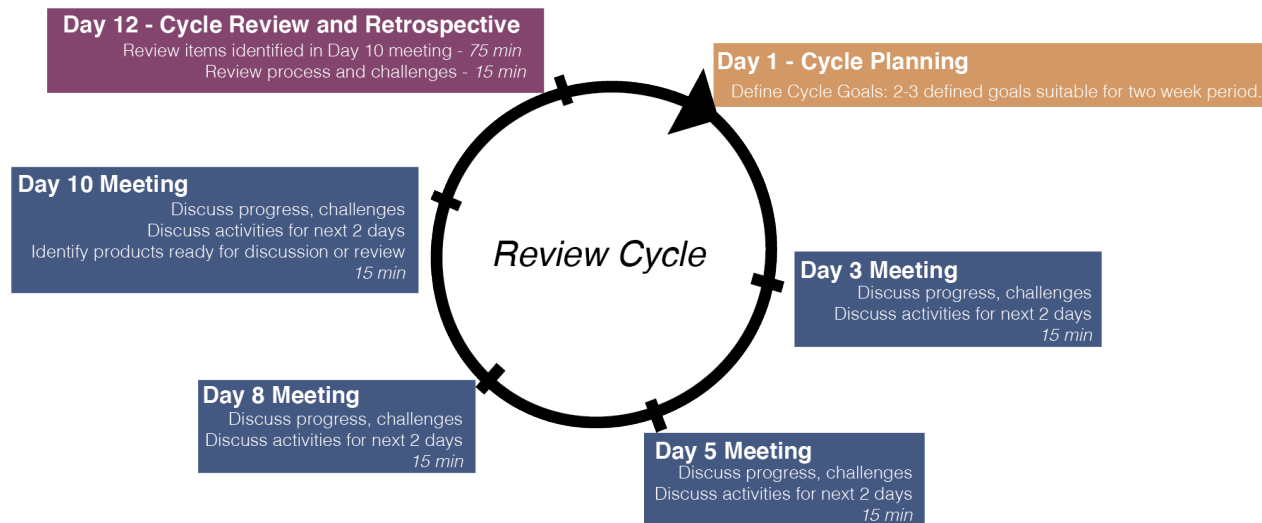 Day 12 - Cycle Review and Retrospective
Review items identified in Day 10 meeting - 75 min
Review process and challenges - 15 min
Day 1 - Cycle Planning
Define Cycle Goals: 2-3 defined goals suitable for two week period.
Day 10 Meeting
Discuss progress, challenges
Discuss activities for next 2 days
Identify products ready for discussion or review
15 min
Review Cycle
Day 3 Meeting
Discuss progress, challenges
Discuss activities for next 2 days
15 min
Day 8 Meeting
Discuss progress, challenges
Discuss activities for next 2 days
15 min
Day 5 Meeting
Discuss progress, challenges
Discuss activities for next 2 days
15 min